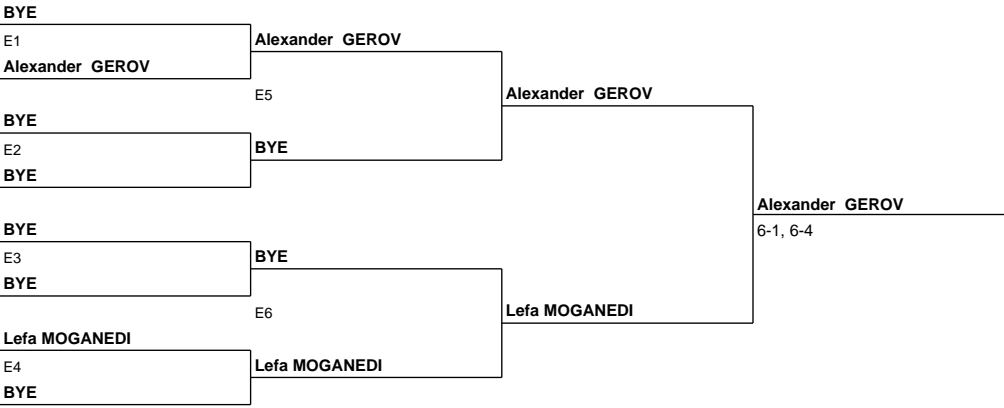 BYE
E1
Alexander GEROV
Alexander GEROV
E5
Alexander GEROV
BYE
E2
BYE
BYE
Alexander GEROV
6-1, 6-4
BYE
E3
BYE
BYE
E6
Lefa MOGANEDI
Lefa MOGANEDI
E4
Lefa MOGANEDI
BYE